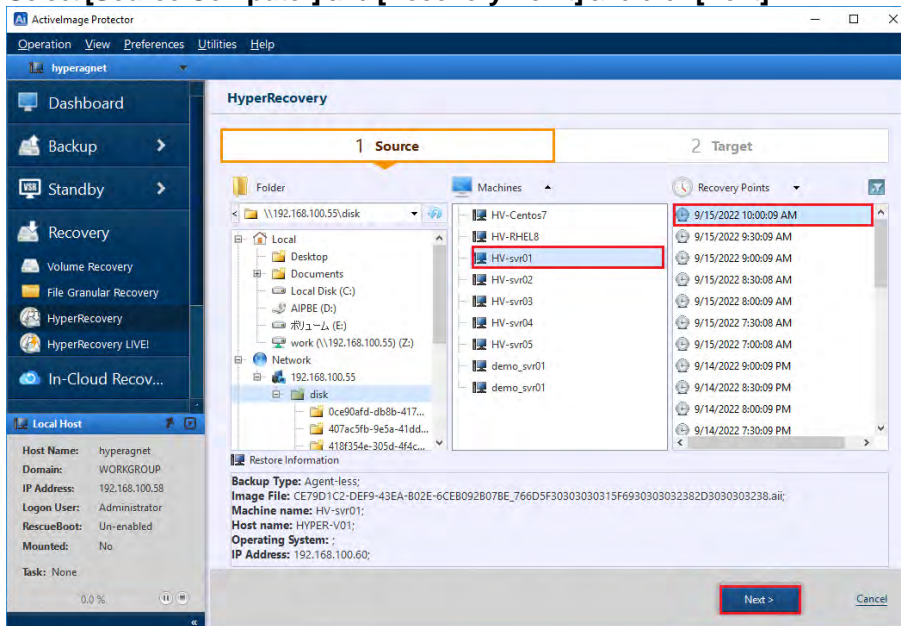 ActiveImage Protector
Operation View Preferences Utilities Help
hyperagnet
Dashboard
Backup
Standby
Recovery
Volume Recovery
File Granular Recovery
HyperRecovery
HyperRecovery LIVE!
In-Cloud Recov...
Local Host
Host Name: hyperagnet
Domain: WORKGROUP
IP Address: 192.168.100.58
Logon User: Administrator
RescueBoot: Un-enabled
Mounted: No
Task: None
0.0 %
HyperRecovery
1 Source
2 Target
Folder
\\192.168.100.55\disk
Local
Desktop
Documents
Local Disk (C:)
AIPBE (D:)
ボリューム (E:)
work (\\192.168.100.55) (Z:)
Network
192.168.100.55
disk
0ce90afd-db8b-417...
407ac5fb-9e5a-41dd...
418f354e-305d-4f4c...
Machines
HV-Centos7
HV-RHEL8
HV-svr01
HV-svr02
HV-svr03
HV-svr04
HV-svr05
demo_svr01
demo_svr01
Recovery Points
9/15/2022 10:00:09 AM
9/15/2022 9:30:09 AM
9/15/2022 9:00:09 AM
9/15/2022 8:30:08 AM
9/15/2022 8:00:09 AM
9/15/2022 7:30:08 AM
9/15/2022 7:00:08 AM
9/14/2022 9:00:09 PM
9/14/2022 8:30:09 PM
9/14/2022 8:00:09 PM
9/14/2022 7:30:09 PM
Restore Information
Backup Type: Agent-less;
Image File: CE79D1C2-DEF9-43EA-B02E-6CEB092B07BE_766D5F30303030315F6930303032382D3030303238.aii;
Machine name: HV-svr01;
Host name: HYPER-V01;
Operating System: ;
IP Address: 192.168.100.60;
Next >
Cancel